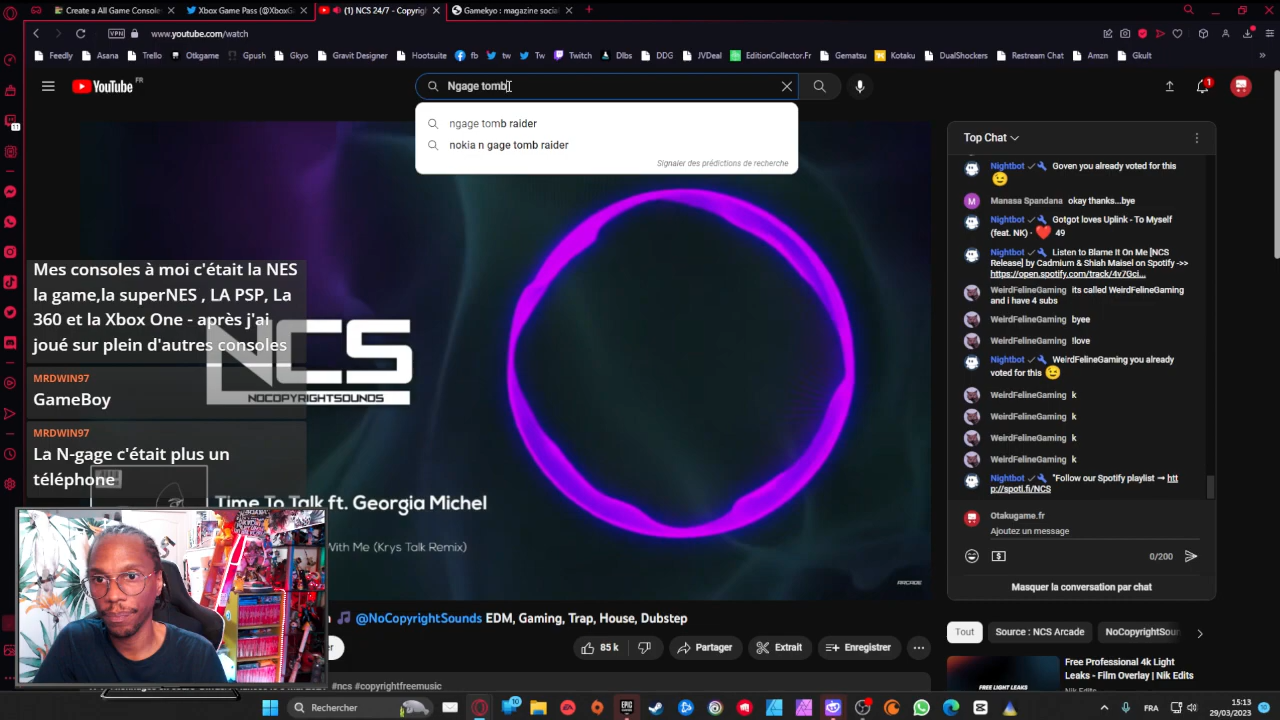 Create a All Game Console
Xbox Game Pass (@XboxG
(1) NCS 24/7 - Copyrigh
Gamekyo : magazine socia
VPN
www.youtube.com/watch
Feedly
Asana
Trello
Otkgame
Gpush
Gkyo
Gravit Designer
Hootsuite
fb
tw
Tw
Twitch
Dlbs
DDG
JVDeal
EditionCollector.Fr
Gematsu
Kotaku
DualShockers
Restream Chat
Amzn
Gkult
YouTube FR
Ngage tomb
1
ngage tomb raider
nokia n gage tomb raider
Signaler des prédictions de recherche
Top Chat
Nightbot Goven you already voted for this
Manasa Spandana okay thanks...bye
Nightbot Gotgot loves Uplink - To Myself
(feat. NK) · 49
Nightbot Listen to Blame It On Me [NCS
Release] by Cadmium & Shiah Maisel on Spotify ->>
https://open.spotify.com/track/4v7Gci...
WeirdFelineGaming its called WeirdFelineGaming
and i have 4 subs
WeirdFelineGaming byee
WeirdFelineGaming !love
Nightbot WeirdFelineGaming you already
voted for this
WeirdFelineGaming k
WeirdFelineGaming k
WeirdFelineGaming k
WeirdFelineGaming k
Nightbot "Follow our Spotify playlist → htt
p://spoti.fi/NCS
Otakugame.fr
Ajoutez un message
0/200
Masquer la conversation par chat
Mes consoles à moi c'était la NES
la game,la superNES , LA PSP, La
360 et la Xbox One - après j'ai
joué sur plein d'autres consoles
MRDWIN97
GameBoy
MRDWIN97
La N-gage c'était plus un
téléphone
NCS
NOCOPYRIGHTSOUNDS
Time To Talk ft. Georgia Michel
With Me (Krys Talk Remix)
ARCADE
@NoCopyrightSounds EDM, Gaming, Trap, House, Dubstep
85 k
Partager
Extrait
Enregistrer
#ncs #copyrightfreemusic
Tout
Source : NCS Arcade
NoCopyrightSoun
FREE LIGHT LEAKS
Free Professional 4k Light
Leaks - Film Overlay | Nik Edits
Nik Edits
Rechercher
10
FRA
15:13
29/03/2023